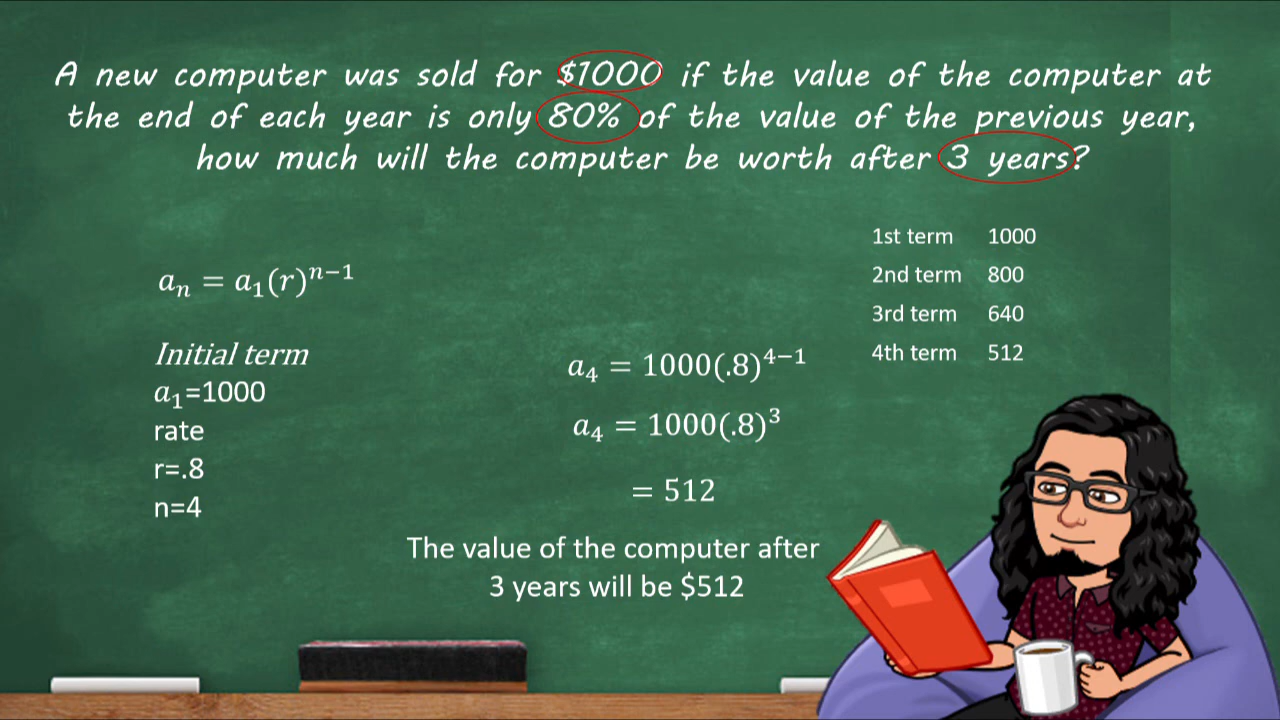 A new computer was sold for $1000 if the value of the computer at
the end of each year is only 80% of the value of the previous year,
how much will the computer be worth after 3 years?
1st term 1000
2nd term 800
3rd term 640
4th term 512
aₙ = a₁(r)ⁿ⁻¹
Initial term
a₁=1000
rate
r=.8
n=4
a₄ = 1000(.8)⁴⁻¹
a₄ = 1000(.8)³
= 512
The value of the computer after
3 years will be $512